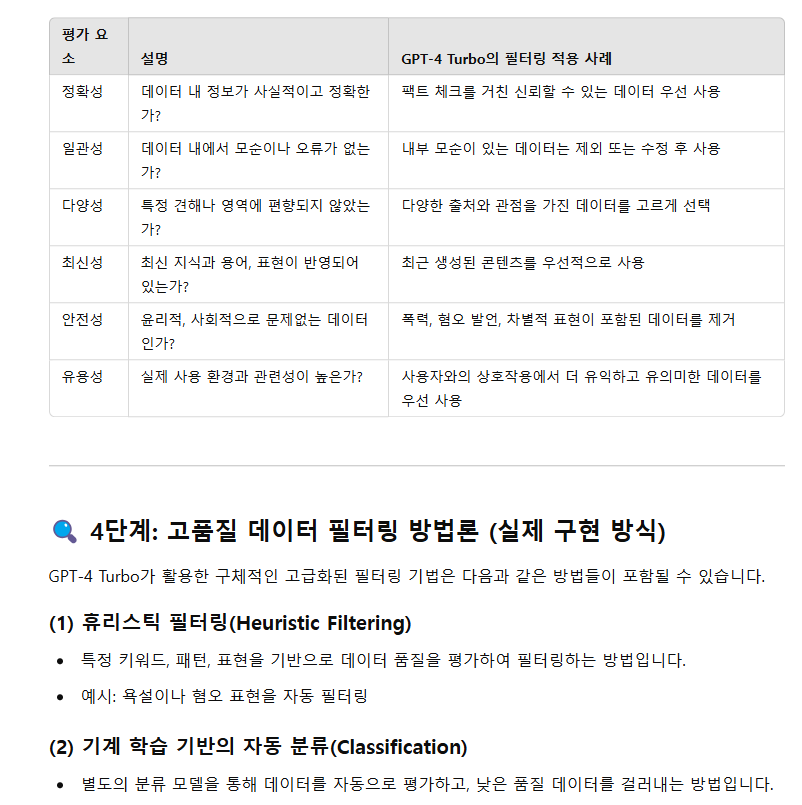 평가 요
소
설명
GPT-4 Turbo의 필터링 적용 사례
정확성
데이터 내 정보가 사실적이고 정확한
가?
팩트 체크를 거친 신뢰할 수 있는 데이터 우선 사용
일관성
데이터 내에서 모순이나 오류가 없는
가?
내부 모순이 있는 데이터는 제외 또는 수정 후 사용
다양성
특정 견해나 영역에 편향되지 않았는
가?
다양한 출처와 관점을 가진 데이터를 고르게 선택
최신성
최신 지식과 용어, 표현이 반영되어
있는가?
최근 생성된 콘텐츠를 우선적으로 사용
안전성
윤리적, 사회적으로 문제없는 데이터
인가?
폭력, 혐오 발언, 차별적 표현이 포함된 데이터를 제거
유용성
실제 사용 환경과 관련성이 높은가?
사용자와의 상호작용에서 더 유익하고 유의미한 데이터를
우선 사용
4단계: 고품질 데이터 필터링 방법론 (실제 구현 방식)
GPT-4 Turbo가 활용한 구체적인 고급화된 필터링 기법은 다음과 같은 방법들이 포함될 수 있습니다.
(1) 휴리스틱 필터링(Heuristic Filtering)
• 특정 키워드, 패턴, 표현을 기반으로 데이터 품질을 평가하여 필터링하는 방법입니다.
• 예시: 욕설이나 혐오 표현을 자동 필터링
(2) 기계 학습 기반의 자동 분류(Classification)
• 별도의 분류 모델을 통해 데이터를 자동으로 평가하고, 낮은 품질 데이터를 걸러내는 방법입니다.